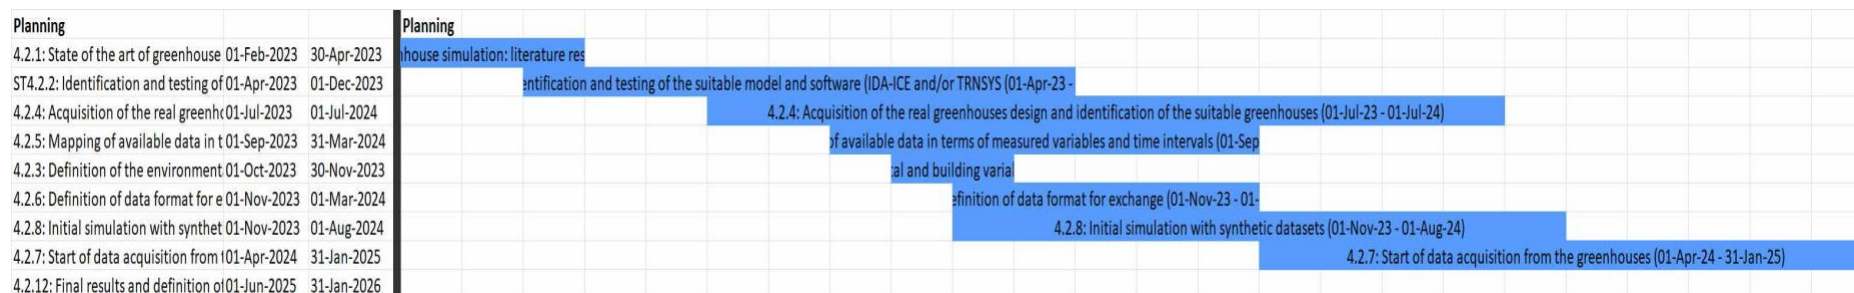 Planning Planning
4.2.1: State of the art of greenhouse 01-Feb-2023 30-Apr-2023 house simulation: literature res
ST4.2.2: Identification and testing of 01-Apr-2023 01-Dec-2023 entification and testing of the suitable model and software (IDA-ICE and/or TRNSYS (01-Apr-23 -
4.2.4: Acquisition of the real greenho 01-Jul-2023 01-Jul-2024 4.2.4: Acquisition of the real greenhouses design and identification of the suitable greenhouses (01-Jul-23 - 01-Jul-24)
4.2.5: Mapping of available data in t 01-Sep-2023 31-Mar-2024 of available data in terms of measured variables and time intervals (01-Sep
4.2.3: Definition of the environment 01-Oct-2023 30-Nov-2023 al and building varial
4.2.6: Definition of data format for e 01-Nov-2023 01-Mar-2024 efinition of data format for exchange (01-Nov-23 - 01-
4.2.8: Initial simulation with synthet 01-Nov-2023 01-Aug-2024 4.2.8: Initial simulation with synthetic datasets (01-Nov-23 - 01-Aug-24)
4.2.7: Start of data acquisition from 01-Apr-2024 31-Jan-2025 4.2.7: Start of data acquisition from the greenhouses (01-Apr-24 - 31-Jan-25)
4.2.12: Final results and definition of 01-Jun-2025 31-Jan-2026